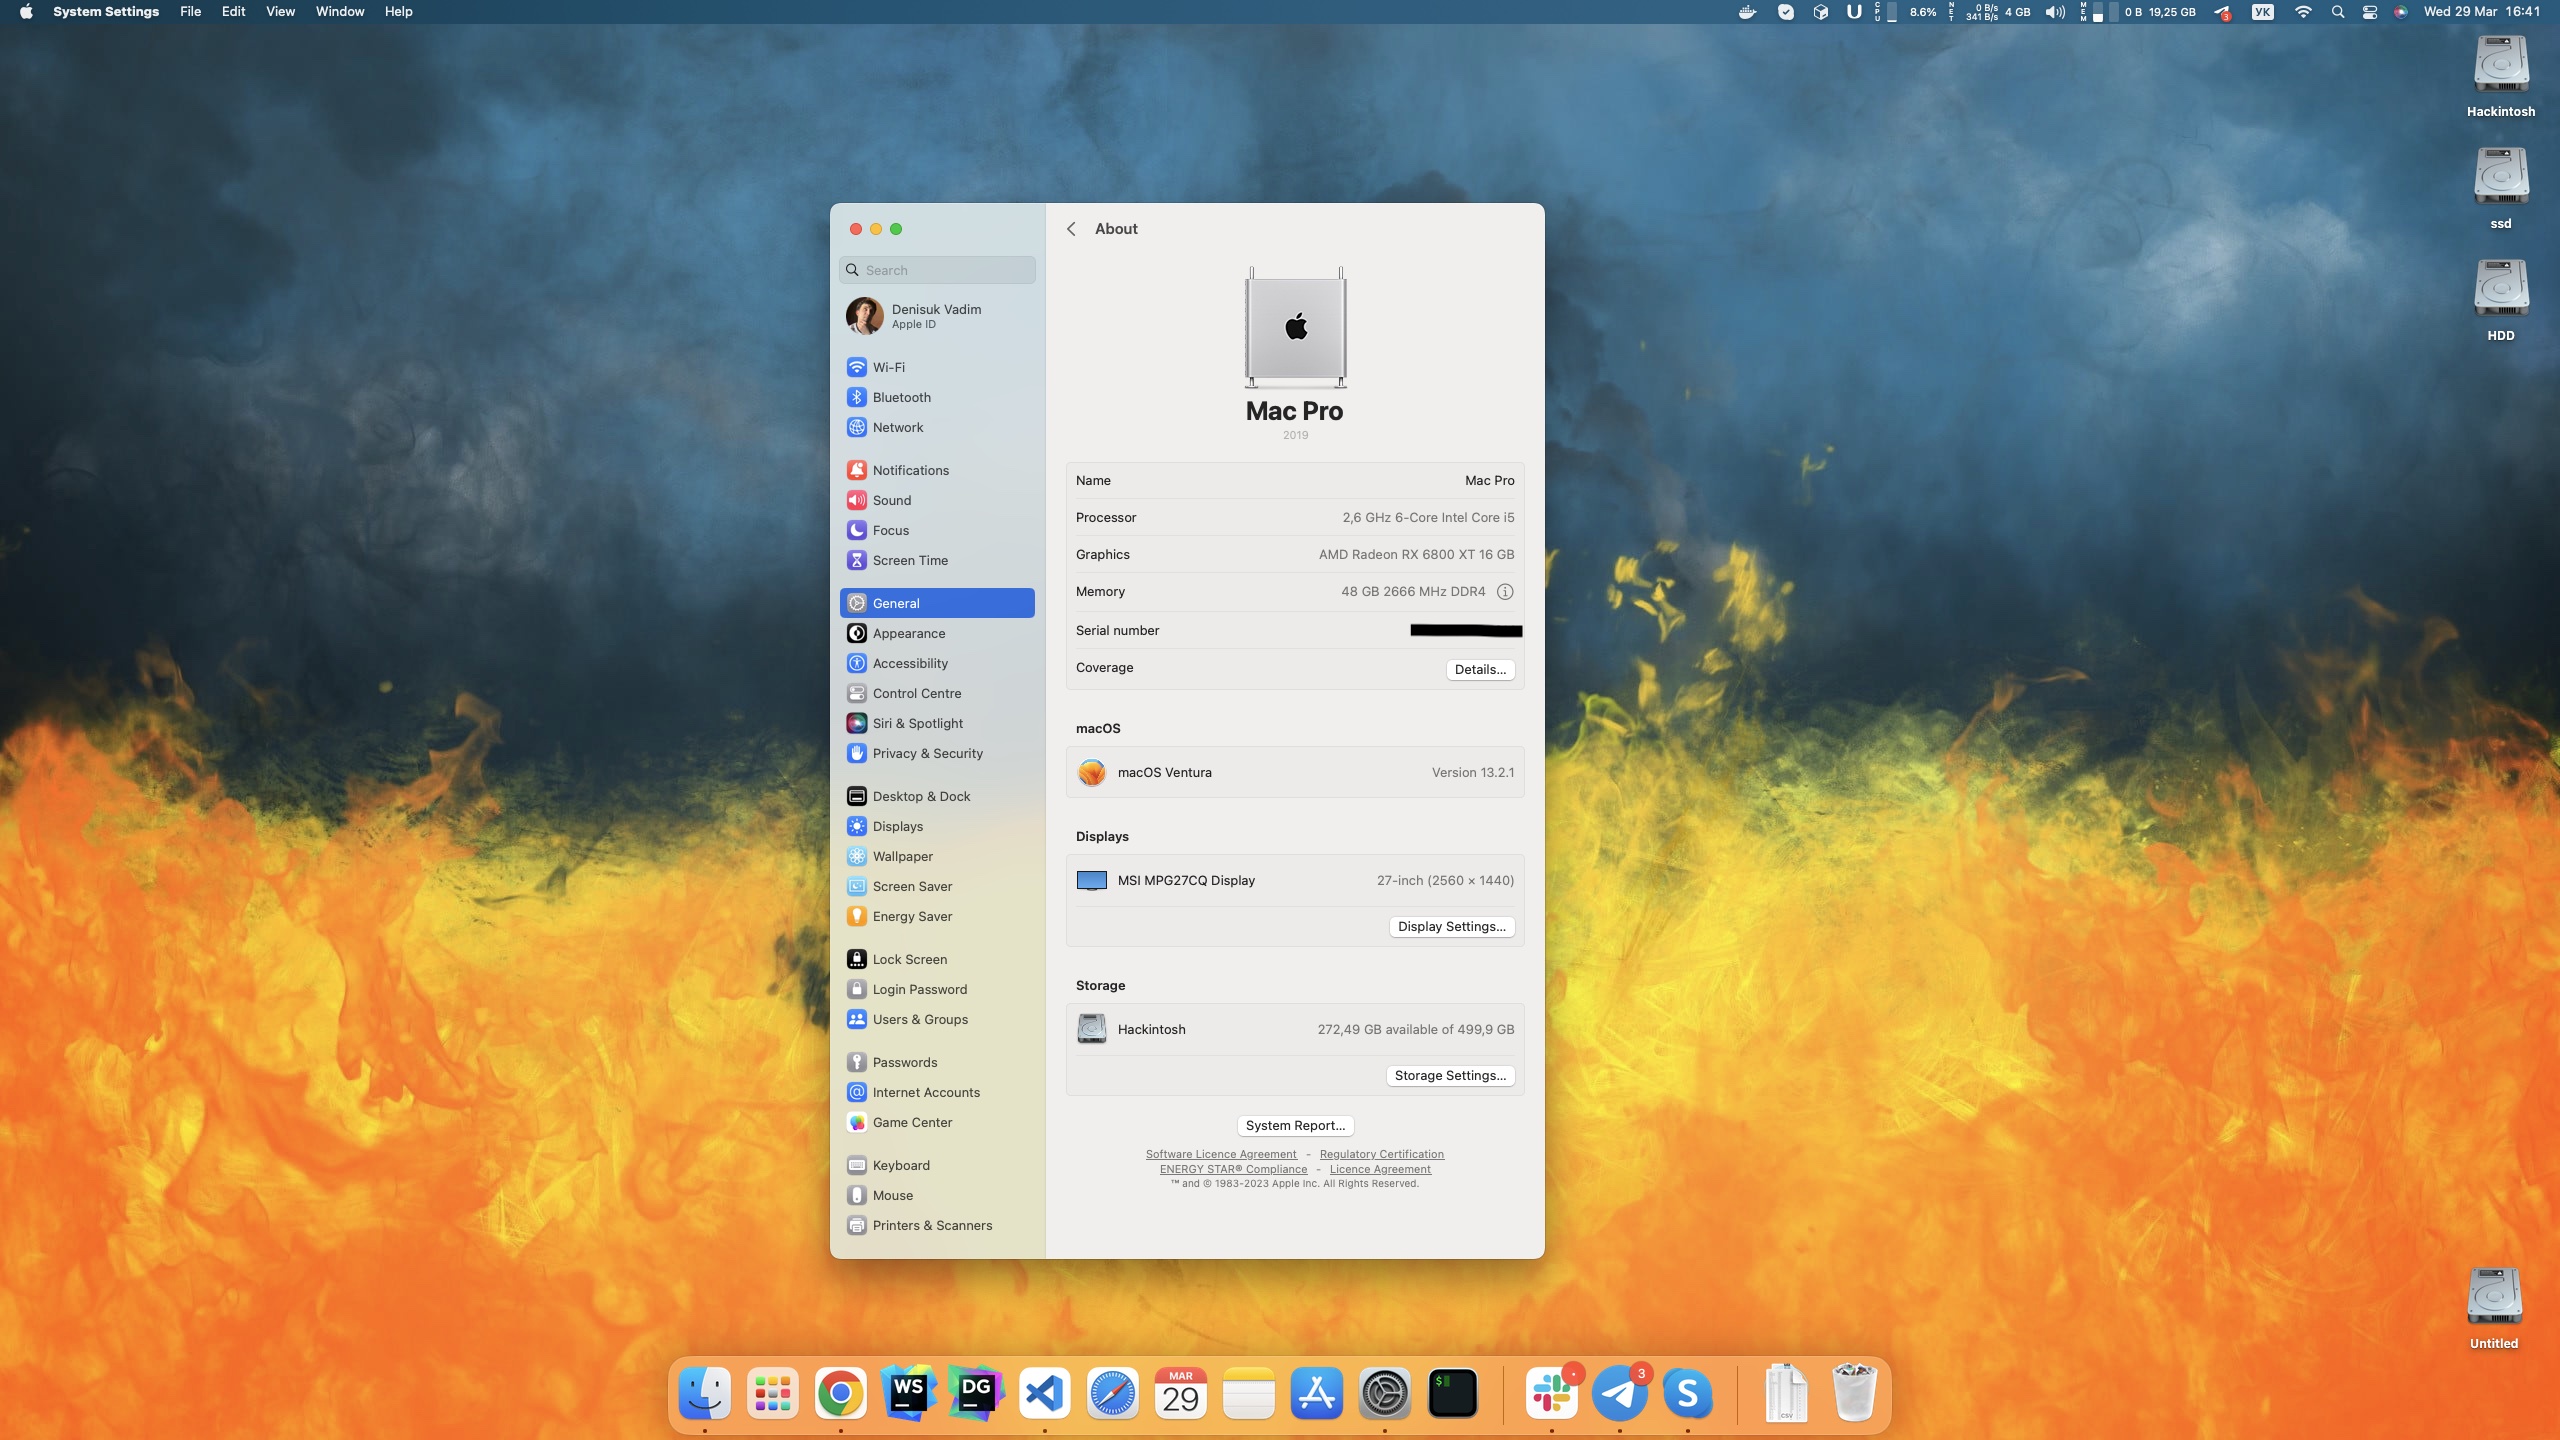 System Settings File Edit View Window Help
CPU 8.6% NET 0 B/s 341 B/s 4 GB MEM 0 B 19,25 GB 3 УК Wed 29 Mar 16:41
Hackintosh
ssd
HDD
Untitled
Search
Denisuk Vadim
Apple ID
Wi-Fi
Bluetooth
Network
Notifications
Sound
Focus
Screen Time
General
Appearance
Accessibility
Control Centre
Siri & Spotlight
Privacy & Security
Desktop & Dock
Displays
Wallpaper
Screen Saver
Energy Saver
Lock Screen
Login Password
Users & Groups
Passwords
Internet Accounts
Game Center
Keyboard
Mouse
Printers & Scanners
About
Mac Pro
2019
Name Mac Pro
Processor 2,6 GHz 6-Core Intel Core i5
Graphics AMD Radeon RX 6800 XT 16 GB
Memory 48 GB 2666 MHz DDR4
Serial number
Coverage Details...
macOS
macOS Ventura Version 13.2.1
Displays
MSI MPG27CQ Display 27-inch (2560 × 1440)
Display Settings...
Storage
Hackintosh 272,49 GB available of 499,9 GB
Storage Settings...
System Report...
Software Licence Agreement - Regulatory Certification
ENERGY STAR® Compliance - Licence Agreement
™ and © 1983-2023 Apple Inc. All Rights Reserved.
WS DG MAR 29 $ 3 S CSV